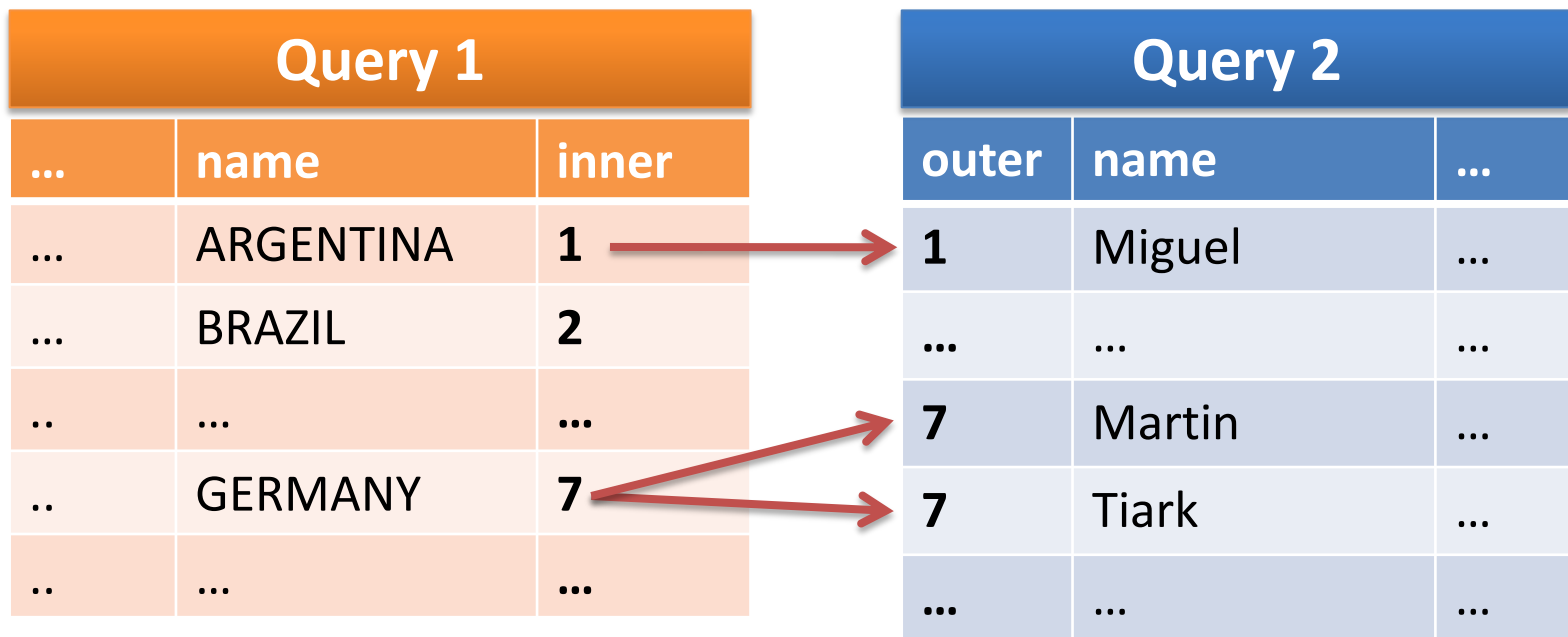 Query 1
... name inner
... ARGENTINA 1
... BRAZIL 2
.. ... ...
.. GERMANY 7
.. ... ...
Query 2
outer name ...
1 Miguel ...
... ... ...
7 Martin ...
7 Tiark ...
... ... ...